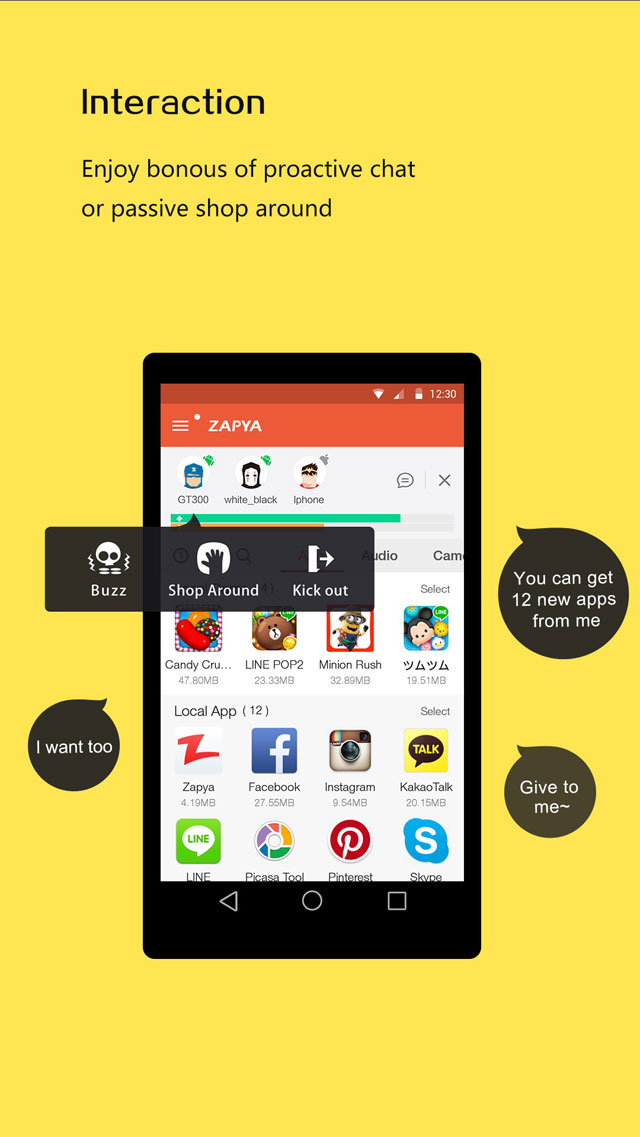 Interaction
Enjoy bonous of proactive chat
or passive shop around
12:30
ZAPYA
GT300 white_black Iphone
Audio Came
Buzz Shop Around Kick out
Select
You can get
12 new apps
from me
Candy Cru... LINE POP2 Minion Rush ツムツム
47.80MB 23.33MB 32.89MB 19.51MB
Local App ( 12 ) Select
I want too
TALK
Zapya Facebook Instagram KakaoTalk
4.19MB 27.55MB 9.54MB 20.15MB
Give to
me~
LINE
LINE Picasa Tool Pinterest Skype